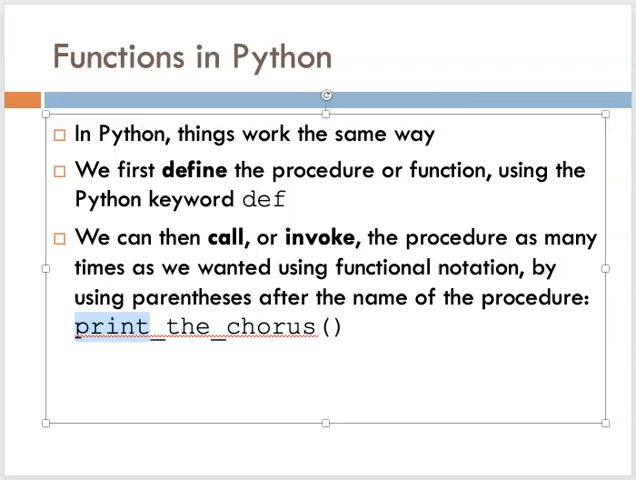 Functions in Python
In Python, things work the same way
We first define the procedure or function, using the
Python keyword def
We can then call, or invoke, the procedure as many
times as we wanted using functional notation, by
using parentheses after the name of the procedure:
print_the_chorus()